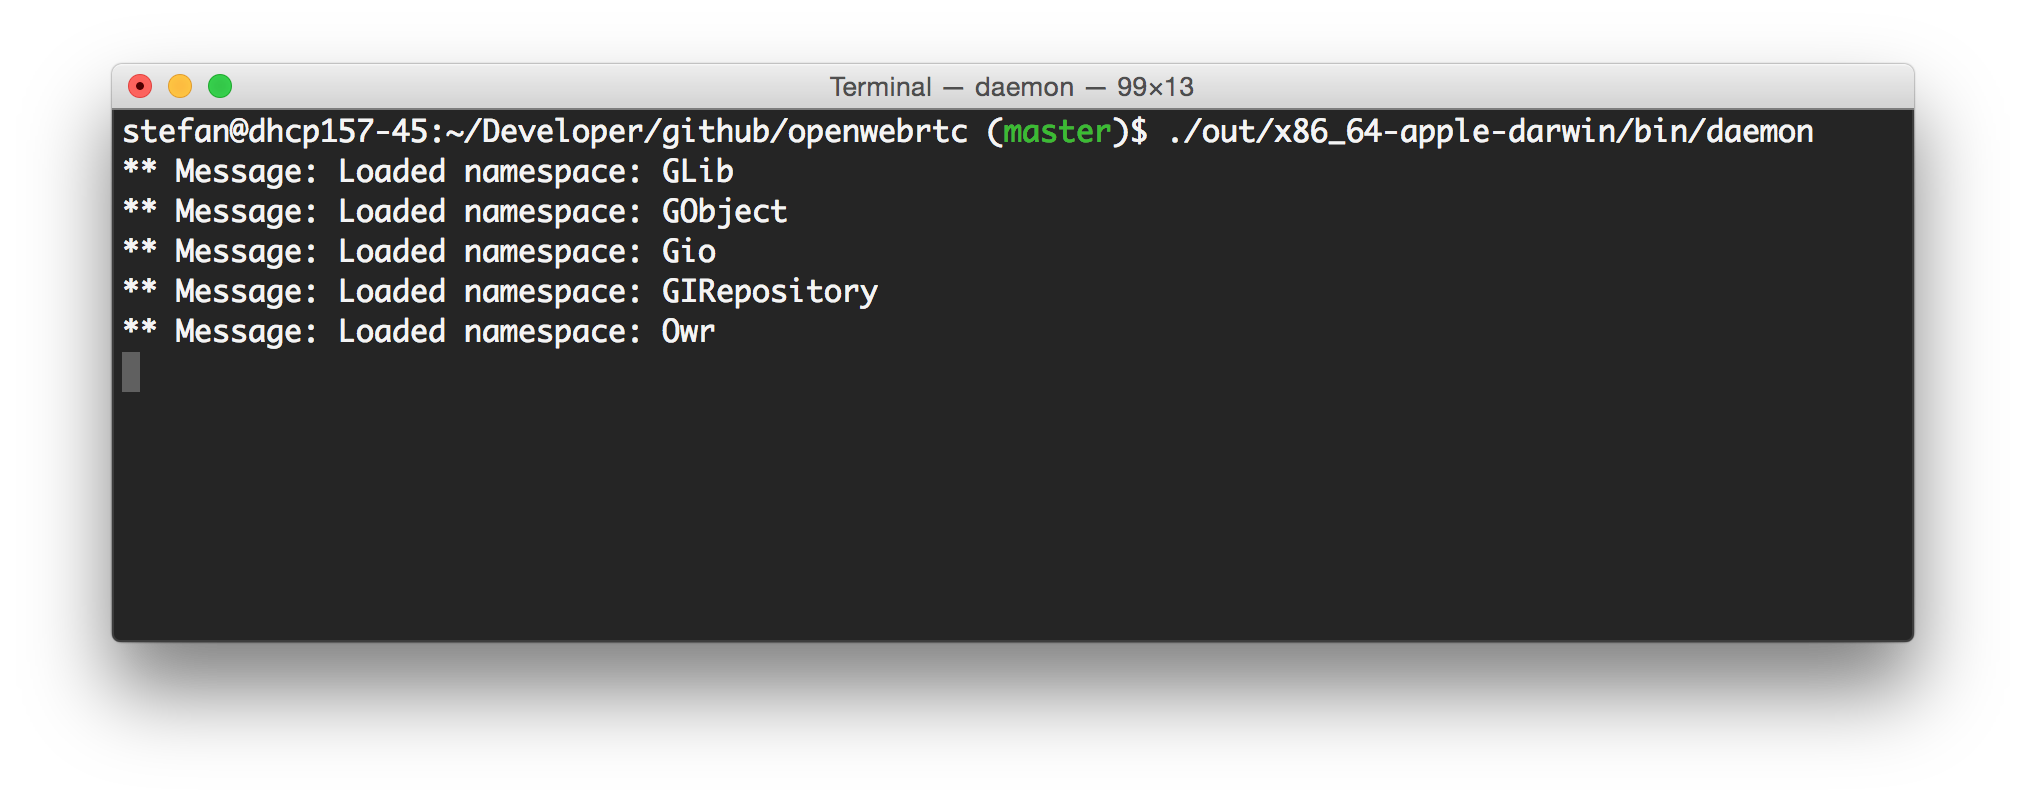 Terminal — daemon — 99×13
stefan@dhcp157-45:~/Developer/github/openwebrtc (master)$ ./out/x86_64-apple-darwin/bin/daemon
** Message: Loaded namespace: GLib
** Message: Loaded namespace: GObject
** Message: Loaded namespace: Gio
** Message: Loaded namespace: GIRepository
** Message: Loaded namespace: Owr